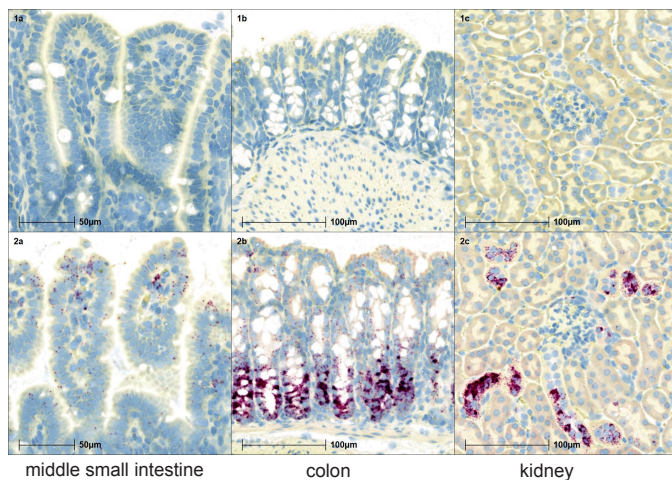 1a 1b 1c
50µm 100µm 100µm
2a 2b 2c
50µm 100µm 100µm
middle small intestine colon kidney